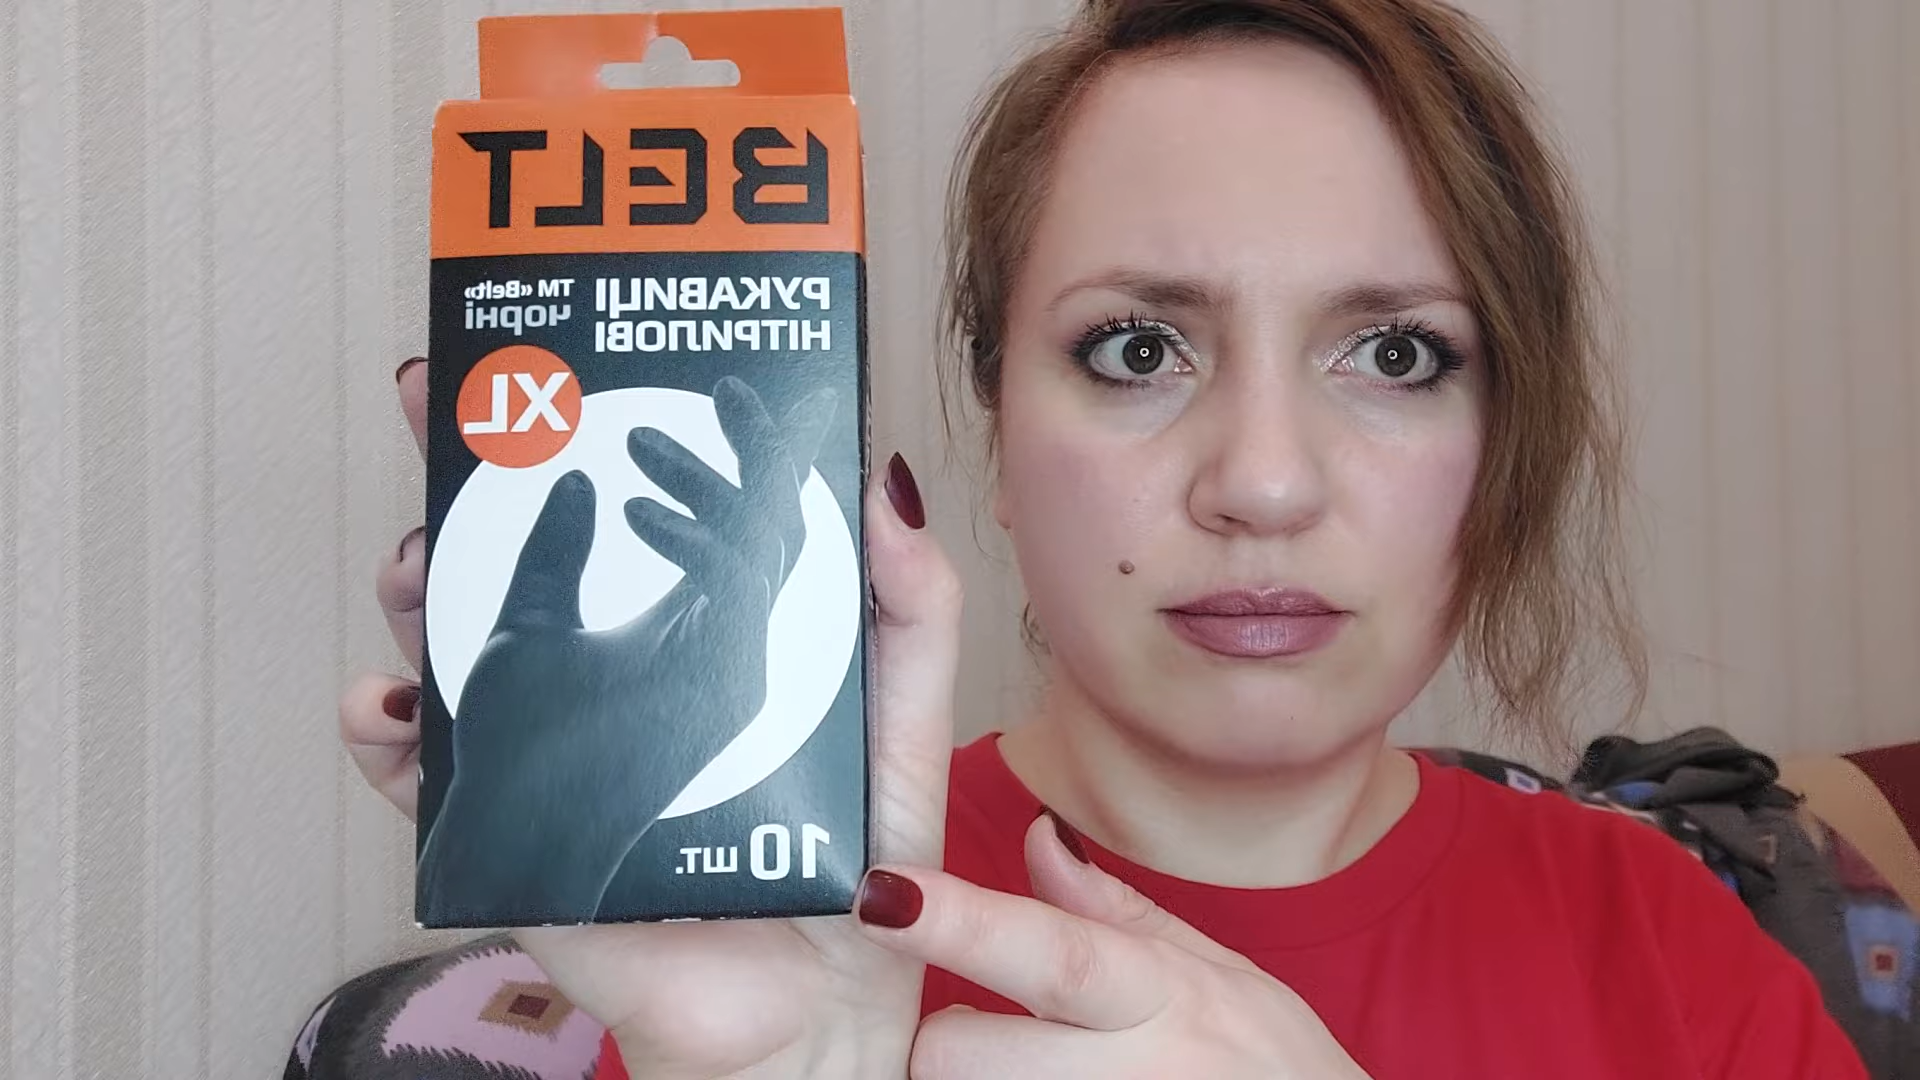 BELT
РУКАВИЦІ
НІТРИЛОВІ
ТМ «Belt»
чорні
XL
10 шт.